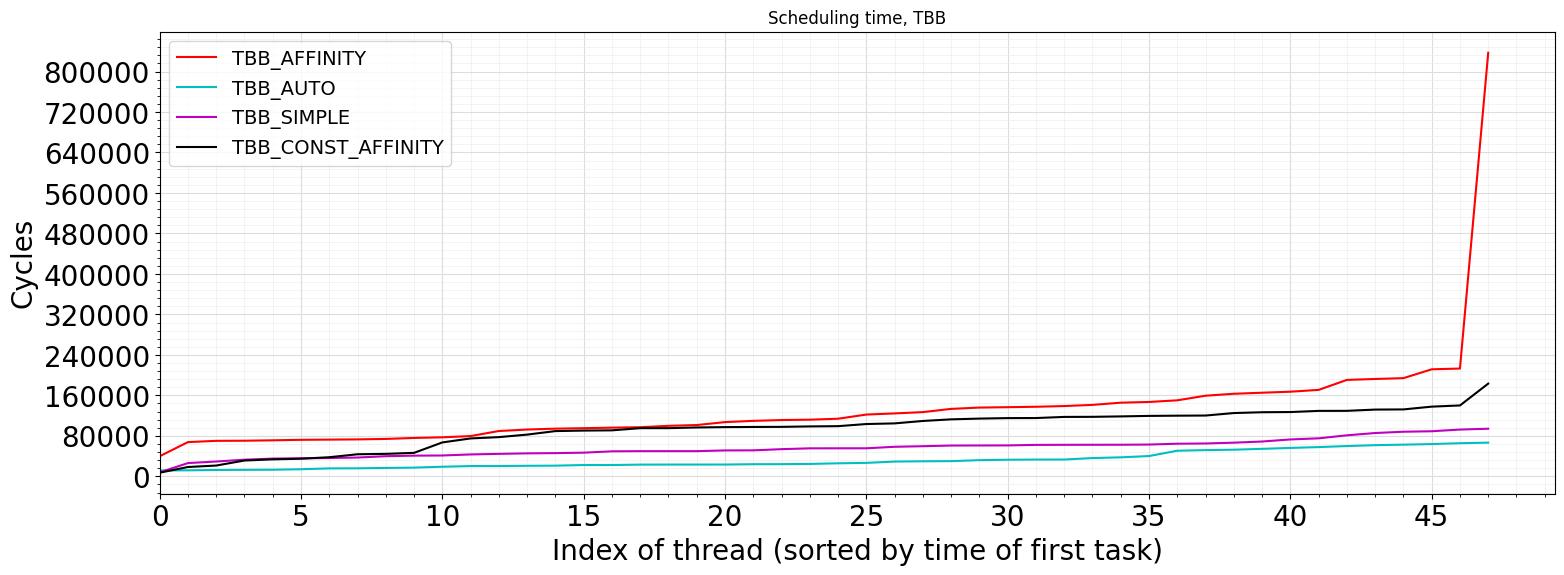 Scheduling time, TBB
TBB_AFFINITY
TBB_AUTO
TBB_SIMPLE
TBB_CONST_AFFINITY
Cycles
800000
720000
640000
560000
480000
400000
320000
240000
160000
80000
0
0 5 10 15 20 25 30 35 40 45
Index of thread (sorted by time of first task)